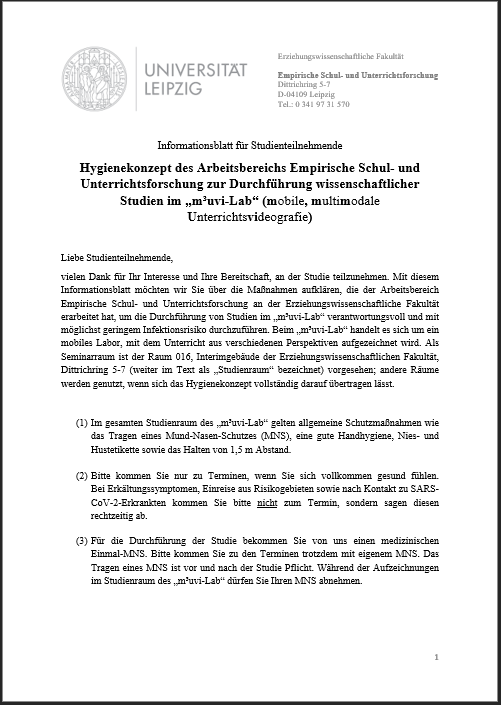 UNIVERSITÄT
LEIPZIG
Erziehungswissenschaftliche Fakultät
Empirische Schul- und Unterrichtsforschung
Dittrichring 5-7
D-04109 Leipzig
Tel.: 0 341 97 31 570
Informationsblatt für Studienteilnehmende
Hygienekonzept des Arbeitsbereichs Empirische Schul- und
Unterrichtsforschung zur Durchführung wissenschaftlicher
Studien im „m³uvi-Lab“ (mobile, multimodale
Unterrichtsvideografie)
Liebe Studienteilnehmende,
vielen Dank für Ihr Interesse und Ihre Bereitschaft, an der Studie teilzunehmen. Mit diesem
Informationsblatt möchten wir Sie über die Maßnahmen aufklären, die der Arbeitsbereich
Empirische Schul- und Unterrichtsforschung an der Erziehungswissenschaftliche Fakultät
erarbeitet hat, um die Durchführung von Studien im „m³uvi-Lab“ verantwortungsvoll und mit
möglichst geringem Infektionsrisiko durchzuführen. Beim „m³uvi-Lab“ handelt es sich um ein
mobiles Labor, mit dem Unterricht aus verschiedenen Perspektiven aufgezeichnet wird. Als
Seminarraum ist der Raum 016, Interimgebäude der Erziehungswissenschaftlichen Fakultät,
Dittrichring 5-7 (weiter im Text als „Studienraum“ bezeichnet) vorgesehen; andere Räume
werden genutzt, wenn sich das Hygienekonzept vollständig darauf übertragen lässt.
(1) Im gesamten Studienraum des „m³uvi-Lab“ gelten allgemeine Schutzmaßnahmen wie
das Tragen eines Mund-Nasen-Schutzes (MNS), eine gute Handhygiene, Nies- und
Hustetikette sowie das Halten von 1,5 m Abstand.
(2) Bitte kommen Sie nur zu Terminen, wenn Sie sich vollkommen gesund fühlen.
Bei Erkältungssymptomen, Einreise aus Risikogebieten sowie nach Kontakt zu SARS-
CoV-2-Erkrankten kommen Sie bitte nicht zum Termin, sondern sagen diesen
rechtzeitig ab.
(3) Für die Durchführung der Studie bekommen Sie von uns einen medizinischen
Einmal-MNS. Bitte kommen Sie zu den Terminen trotzdem mit eigenem MNS. Das
Tragen eines MNS ist vor und nach der Studie Pflicht. Während der Aufzeichnungen
im Studienraum des „m³uvi-Lab“ dürfen Sie Ihren MNS abnehmen.
1